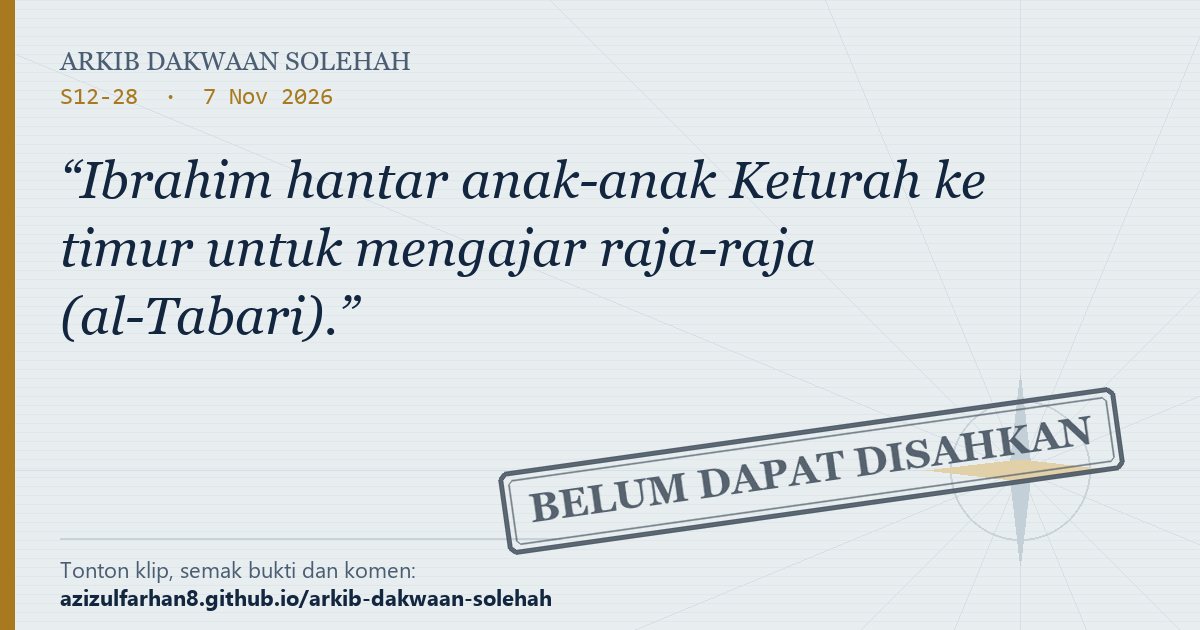 ARKIB DAKWAAN SOLEHAH
S12-28 · 7 Nov 2026
“Ibrahim hantar anak-anak Keturah ke
timur untuk mengajar raja-raja
(al-Tabari).”
BELUM DAPAT DISAHKAN
Tonton klip, semak bukti dan komen:
azizulfarhan8.github.io/arkib-dakwaan-solehah